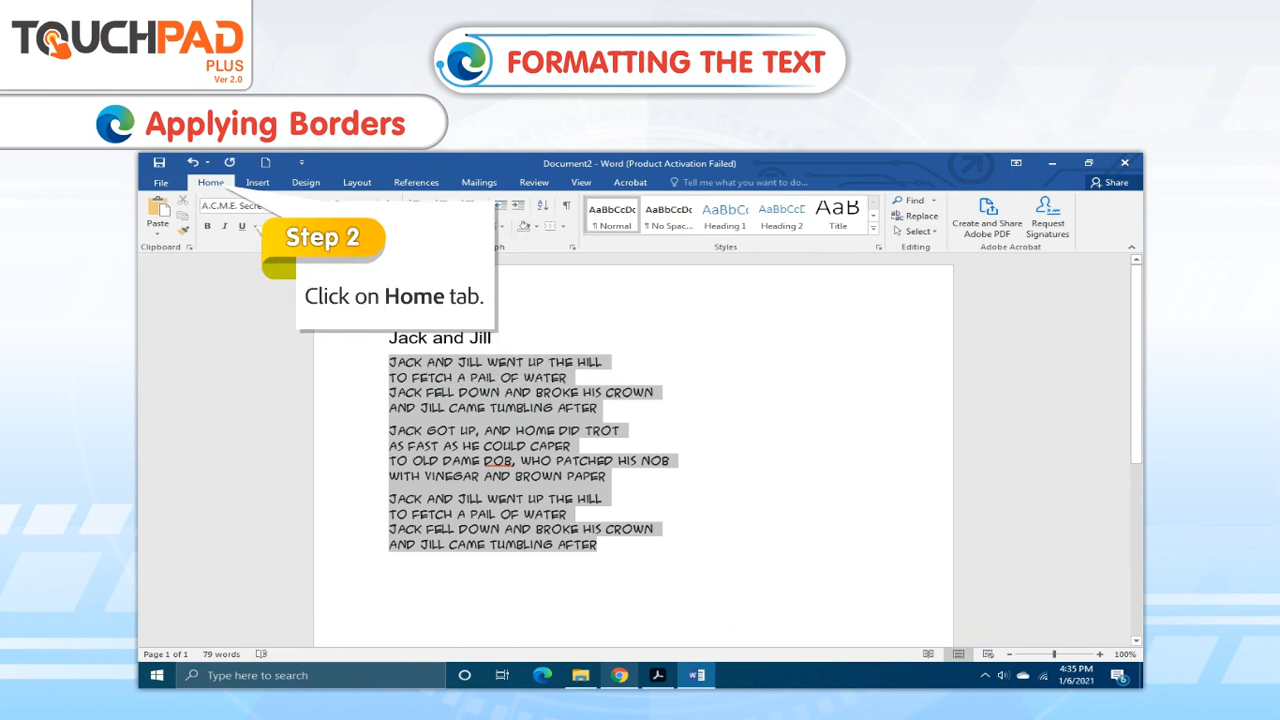 TOUCHPAD
PLUS
Ver 2.0
FORMATTING THE TEXT
Applying Borders
Document2 - Word (Product Activation Failed)
File Home Insert Design Layout References Mailings Review View Acrobat Tell me what you want to do... Share
A.C.M.E. Secre
Paste
B I U
Clipboard
AaBbCcDc AaBbCcDc AaBbCc AaBbCcD AaB
¶ Normal ¶ No Spac... Heading 1 Heading 2 Title
Styles
Find
Replace
Select
Editing
Create and Share Adobe PDF
Request Signatures
Adobe Acrobat
Step 2
Click on Home tab.
Jack and Jill
JACK AND JILL WENT UP THE HILL
TO FETCH A PAIL OF WATER
JACK FELL DOWN AND BROKE HIS CROWN
AND JILL CAME TUMBLING AFTER
JACK GOT UP, AND HOME DID TROT
AS FAST AS HE COULD CAPER
TO OLD DAME DOB, WHO PATCHED HIS NOB
WITH VINEGAR AND BROWN PAPER
JACK AND JILL WENT UP THE HILL
TO FETCH A PAIL OF WATER
JACK FELL DOWN AND BROKE HIS CROWN
AND JILL CAME TUMBLING AFTER
Page 1 of 1 79 words 100%
Type here to search
4:35 PM
1/6/2021